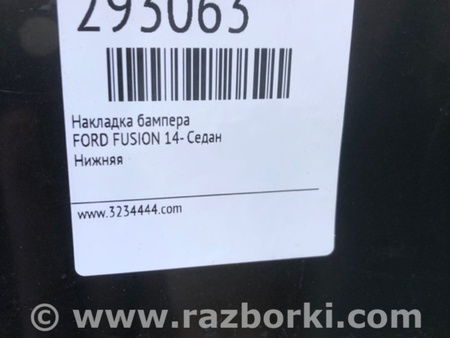 293063
Накладка бампера
FORD FUSION 14- Седан
Нижняя
www.3234444.com
© www.razborki.com